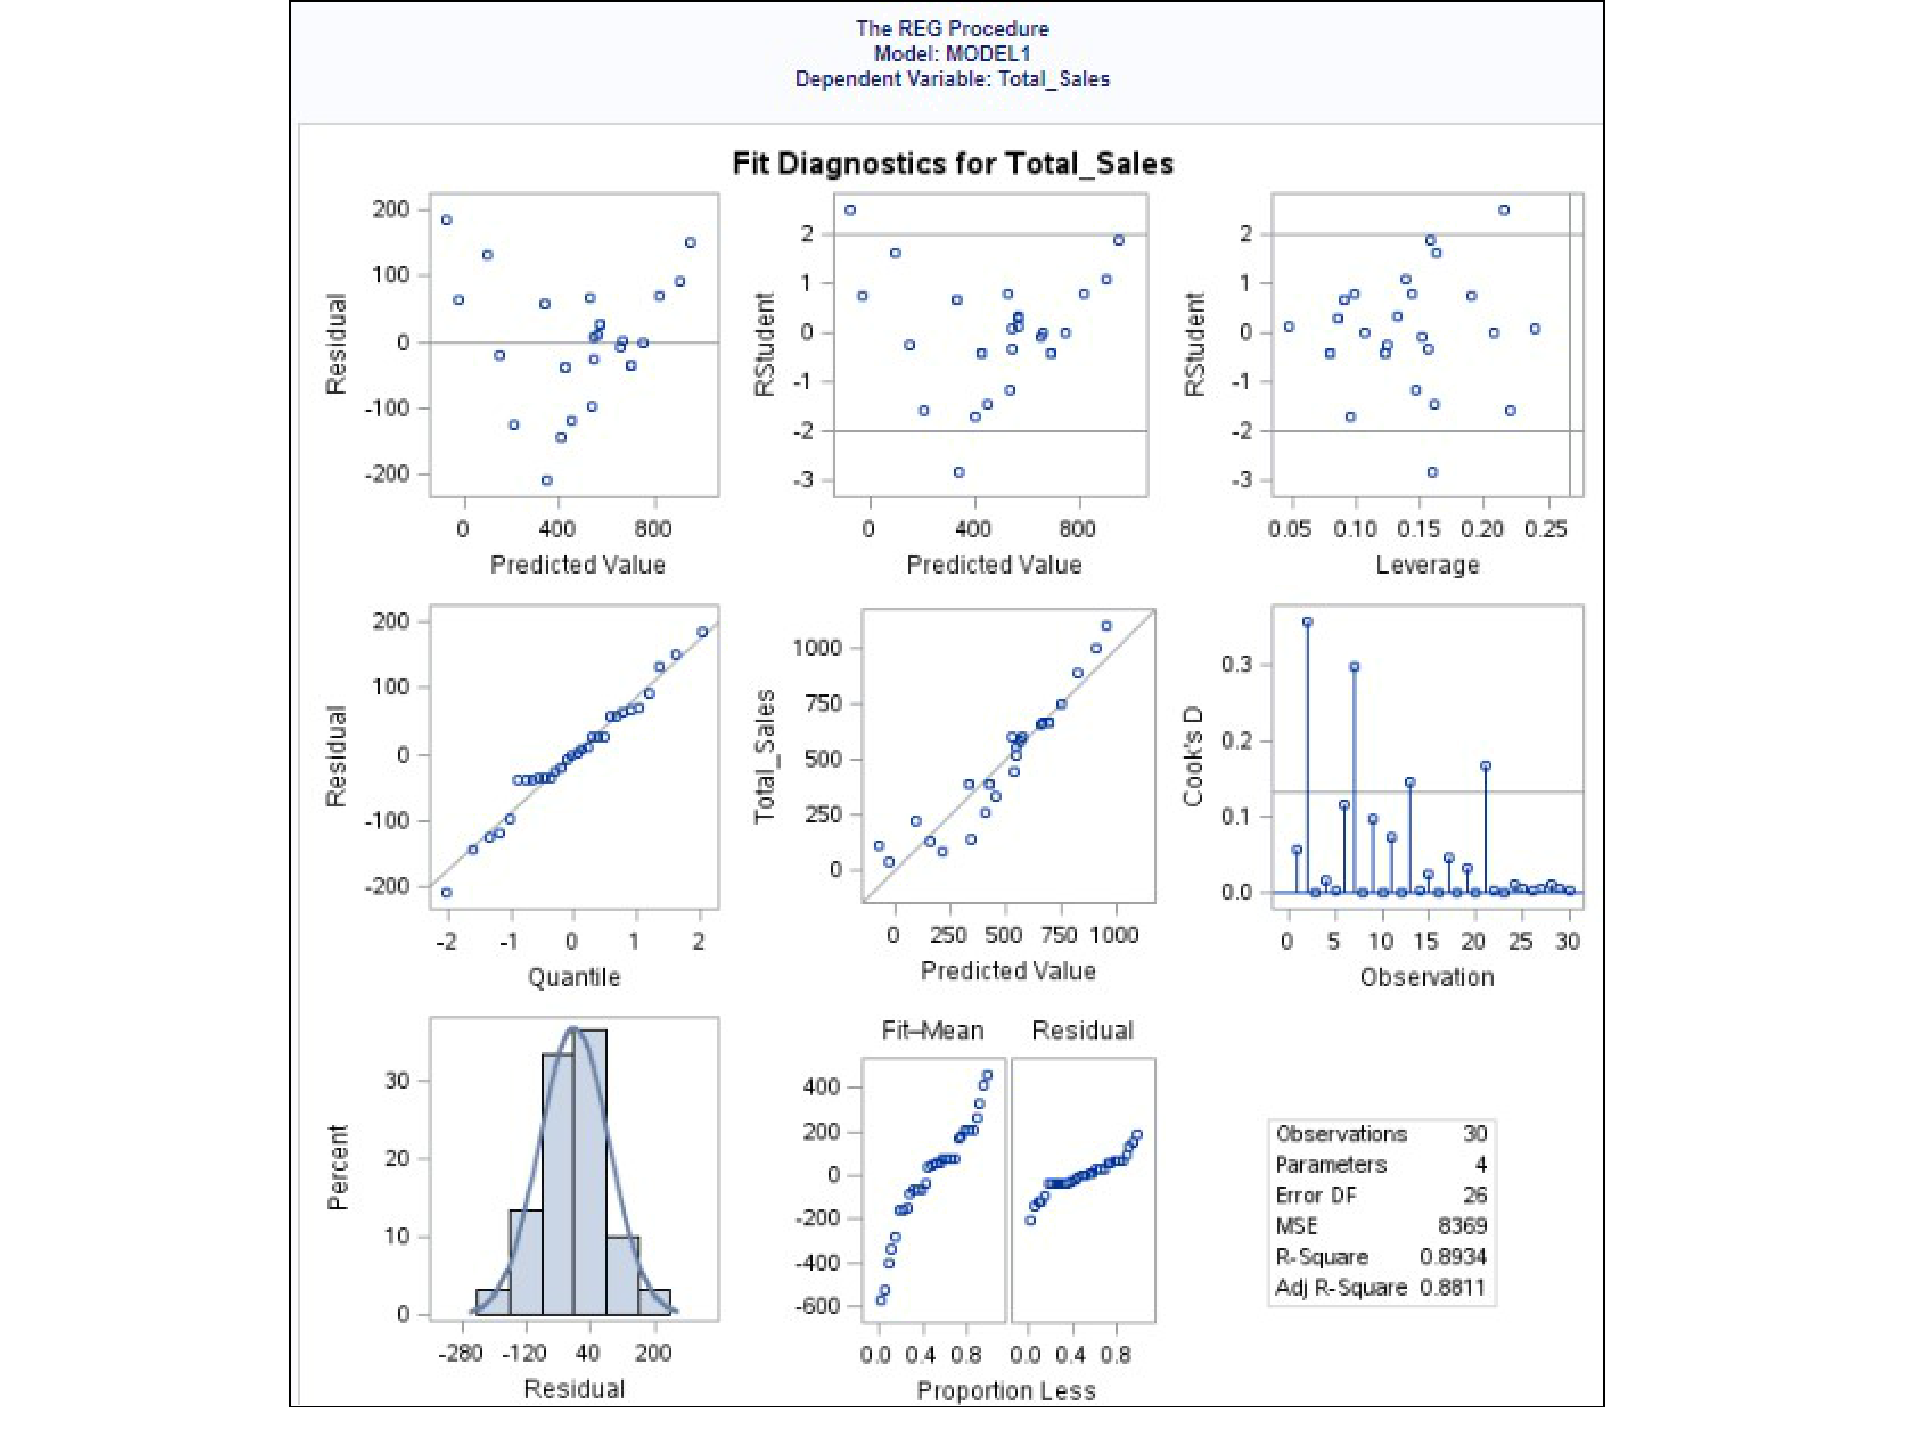 The REG Procedure
Model: MODEL1
Dependent Variable: Total_Sales
Fit Diagnostics for Total_Sales
200
100
0
-100
-200
Residual
0 400 800
Predicted Value
2
1
0
-1
-2
-3
RStudent
0 400 800
Predicted Value
2
1
0
-1
-2
-3
RStudent
0.05 0.10 0.15 0.20 0.25
Leverage
200
100
0
-100
-200
Residual
-2 -1 0 1 2
Quantile
1000
750
500
250
0
Total_Sales
0 250 500 750 1000
Predicted Value
0.3
0.2
0.1
0.0
Cook's D
0 5 10 15 20 25 30
Observation
30
20
10
0
Percent
-280 -120 40 200
Residual
Fit–Mean Residual
400
200
0
-200
-400
-600
0.0 0.4 0.8 0.0 0.4 0.8
Proportion Less
Observations 30
Parameters 4
Error DF 26
MSE 8369
R-Square 0.8934
Adj R-Square 0.8811